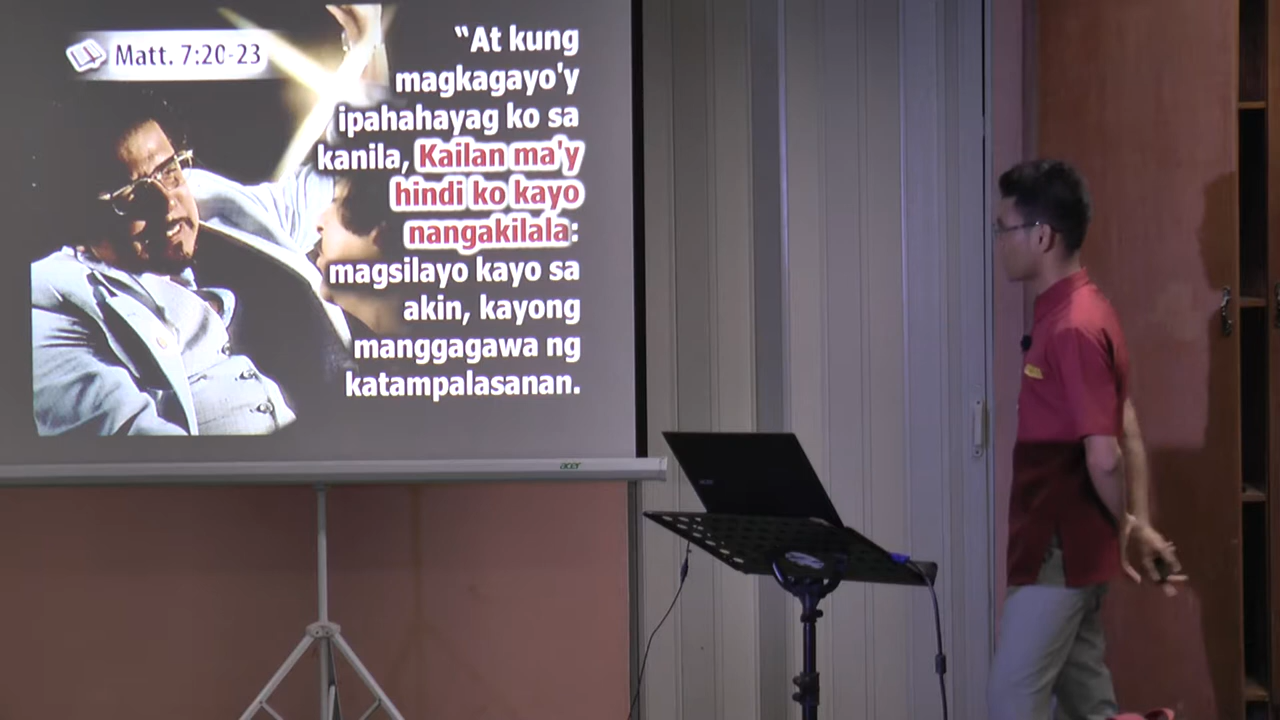 Matt. 7:20-23
“At kung
magkagayo'y
ipahahayag ko sa
kanila, Kailan ma'y
hindi ko kayo
nangakilala:
magsilayo kayo sa
akin, kayong
manggagawa ng
katampalasanan.
acer
acer